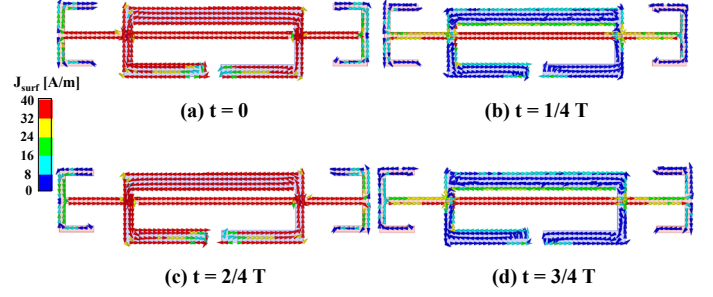 (a) t = 0
(b) t = 1/4 T
J_surf [A/m]
40
32
24
16
8
0
(c) t = 2/4 T
(d) t = 3/4 T